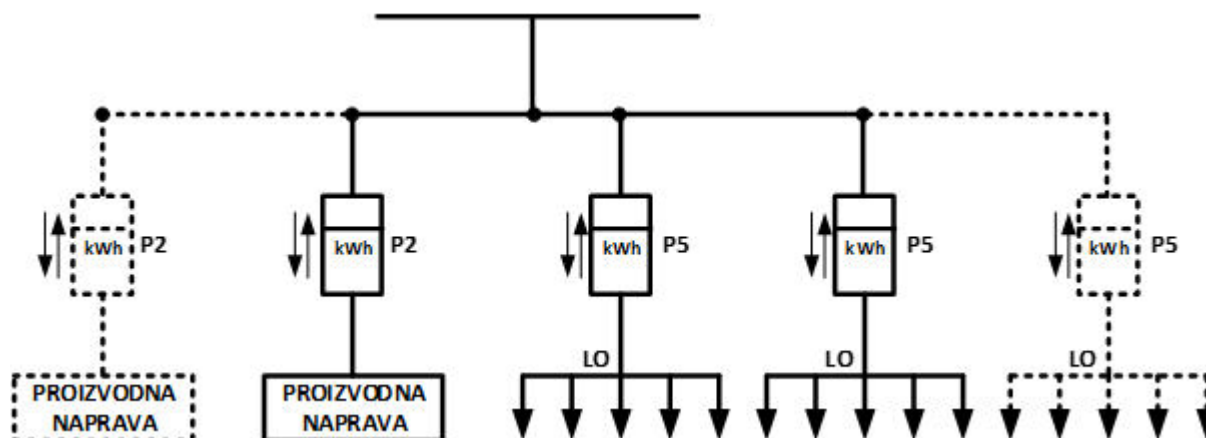 kWh P2
kWh P2
kWh P5
kWh P5
kWh P5
LO
LO
LO
PROIZVODNA
NAPRAVA
PROIZVODNA
NAPRAVA